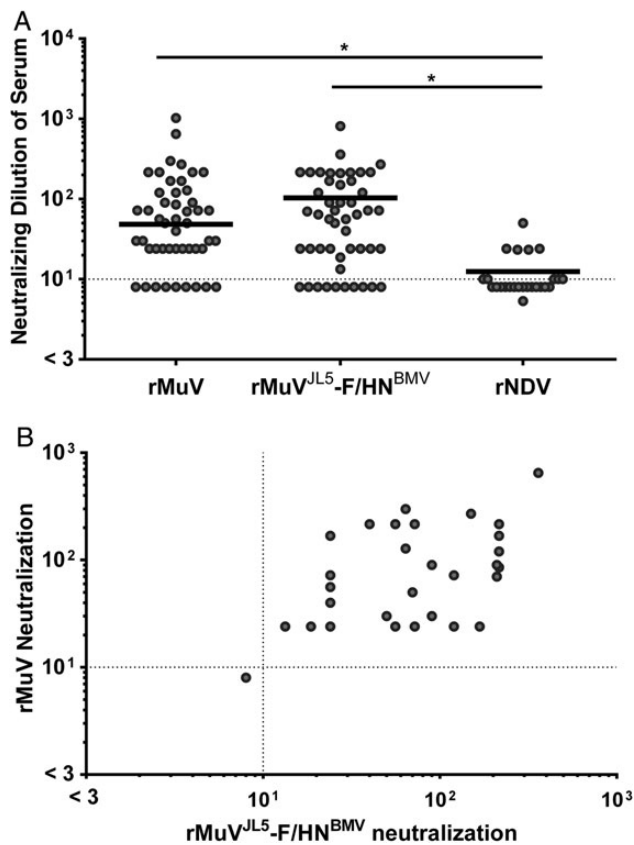 A
Neutralizing Dilution of Serum
10⁴
10³
10²
10¹
< 3
*
*
rMuV
rMuV^JL5-F/HN^BMV
rNDV
B
rMuV Neutralization
10³
10²
10¹
< 3
< 3
10¹
10²
10³
rMuV^JL5-F/HN^BMV neutralization